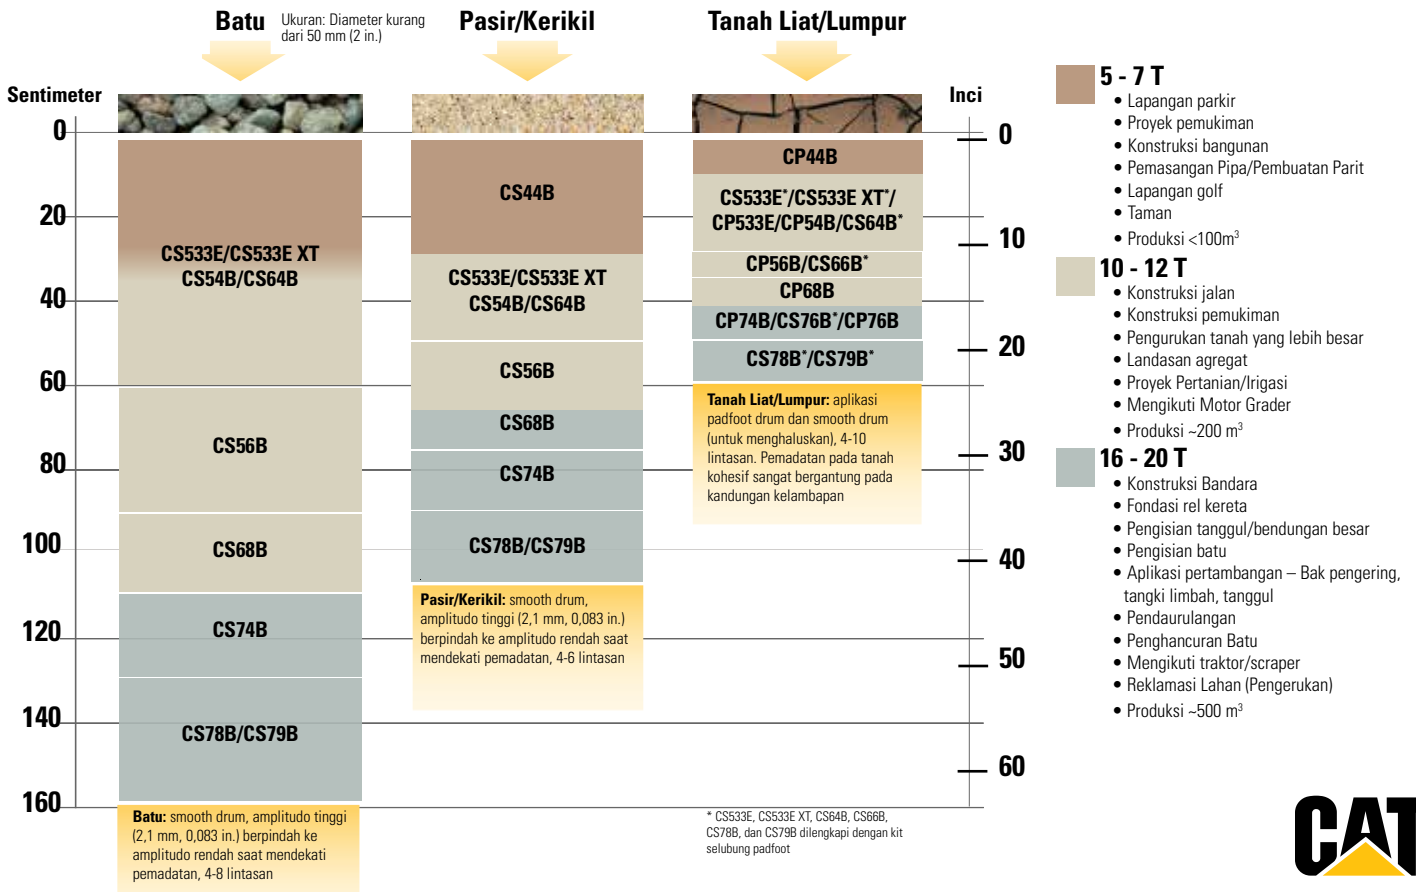 Batu
Ukuran: Diameter kurang
dari 50 mm (2 in.)
Pasir/Kerikil
Tanah Liat/Lumpur
Sentimeter
Inci
0
20
40
60
80
100
120
140
160
CS533E/CS533E XT
CS54B/CS64B
CS56B
CS68B
CS74B
CS78B/CS79B
Batu: smooth drum, amplitudo tinggi
(2,1 mm, 0,083 in.) berpindah ke
amplitudo rendah saat mendekati
pemadatan, 4-8 lintasan
CS44B
CS533E/CS533E XT
CS54B/CS64B
CS56B
CS68B
CS74B
CS78B/CS79B
Pasir/Kerikil: smooth drum,
amplitudo tinggi (2,1 mm, 0,083 in.)
berpindah ke amplitudo rendah saat
mendekati pemadatan, 4-6 lintasan
CP44B
CS533E*/CS533E XT*/
CP533E/CP54B/CS64B*
CP56B/CS66B*
CP68B
CP74B/CS76B*/CP76B
CS78B*/CS79B*
Tanah Liat/Lumpur: aplikasi
padfoot drum dan smooth drum
(untuk menghaluskan), 4-10
lintasan. Pemadatan pada tanah
kohesif sangat bergantung pada
kandungan kelambapan
* CS533E, CS533E XT, CS64B, CS66B,
CS78B, dan CS79B dilengkapi dengan kit
selubung padfoot
0
10
20
30
40
50
60
5 - 7 T
• Lapangan parkir
• Proyek pemukiman
• Konstruksi bangunan
• Pemasangan Pipa/Pembuatan Parit
• Lapangan golf
• Taman
• Produksi <100m³
10 - 12 T
• Konstruksi jalan
• Konstruksi pemukiman
• Pengurukan tanah yang lebih besar
• Landasan agregat
• Proyek Pertanian/Irigasi
• Mengikuti Motor Grader
• Produksi ~200 m³
16 - 20 T
• Konstruksi Bandara
• Fondasi rel kereta
• Pengisian tanggul/bendungan besar
• Pengisian batu
• Aplikasi pertambangan – Bak pengering,
tangki limbah, tanggul
• Pendaurulangan
• Penghancuran Batu
• Mengikuti traktor/scraper
• Reklamasi Lahan (Pengerukan)
• Produksi ~500 m³
CAT